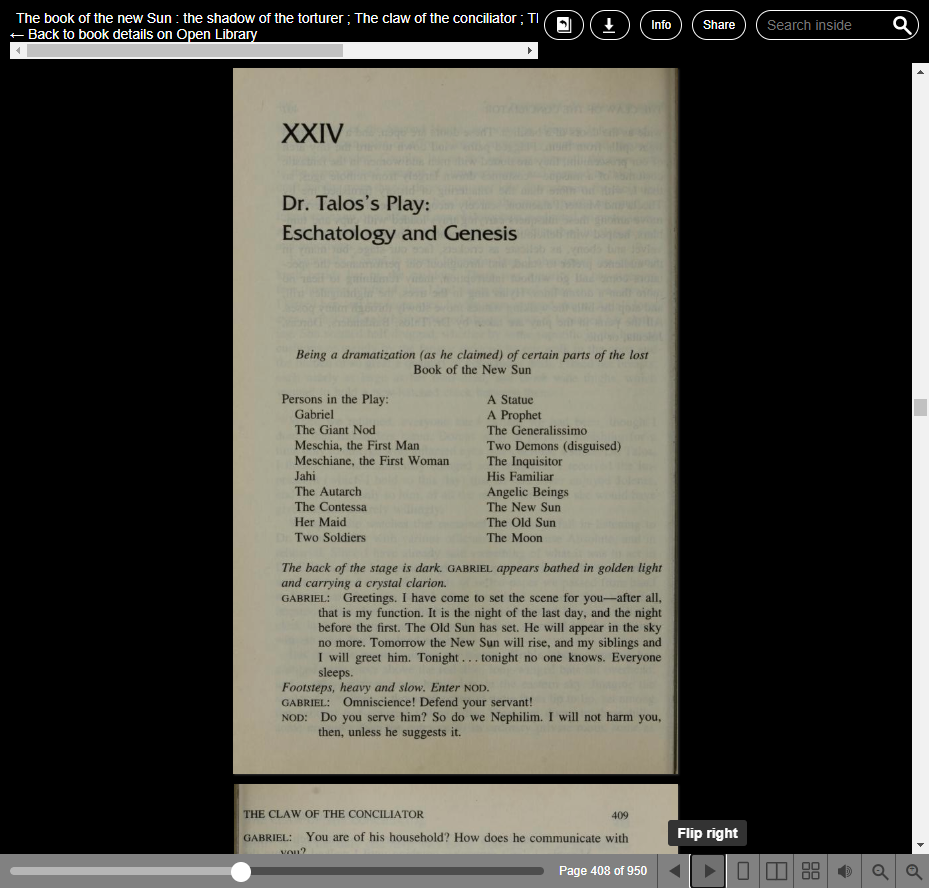 The book of the new Sun : the shadow of the torturer ; The claw of the conciliator ;
← Back to book details on Open Library
Info
Share
Search inside
XXIV
Dr. Talos's Play:
Eschatology and Genesis
Being a dramatization (as he claimed) of certain parts of the lost
Book of the New Sun
Persons in the Play:
Gabriel
The Giant Nod
Meschia, the First Man
Meschiane, the First Woman
Jahi
The Autarch
The Contessa
Her Maid
Two Soldiers
A Statue
A Prophet
The Generalissimo
Two Demons (disguised)
The Inquisitor
His Familiar
Angelic Beings
The New Sun
The Old Sun
The Moon
The back of the stage is dark. GABRIEL appears bathed in golden light
and carrying a crystal clarion.
GABRIEL: Greetings. I have come to set the scene for you—after all,
that is my function. It is the night of the last day, and the night
before the first. The Old Sun has set. He will appear in the sky
no more. Tomorrow the New Sun will rise, and my siblings and
I will greet him. Tonight . . . tonight no one knows. Everyone
sleeps.
Footsteps, heavy and slow. Enter NOD.
GABRIEL: Omniscience! Defend your servant!
NOD: Do you serve him? So do we Nephilim. I will not harm you,
then, unless he suggests it.
THE CLAW OF THE CONCILIATOR 409
GABRIEL: You are of his household? How does he communicate with
you?
Flip right
Page 408 of 950